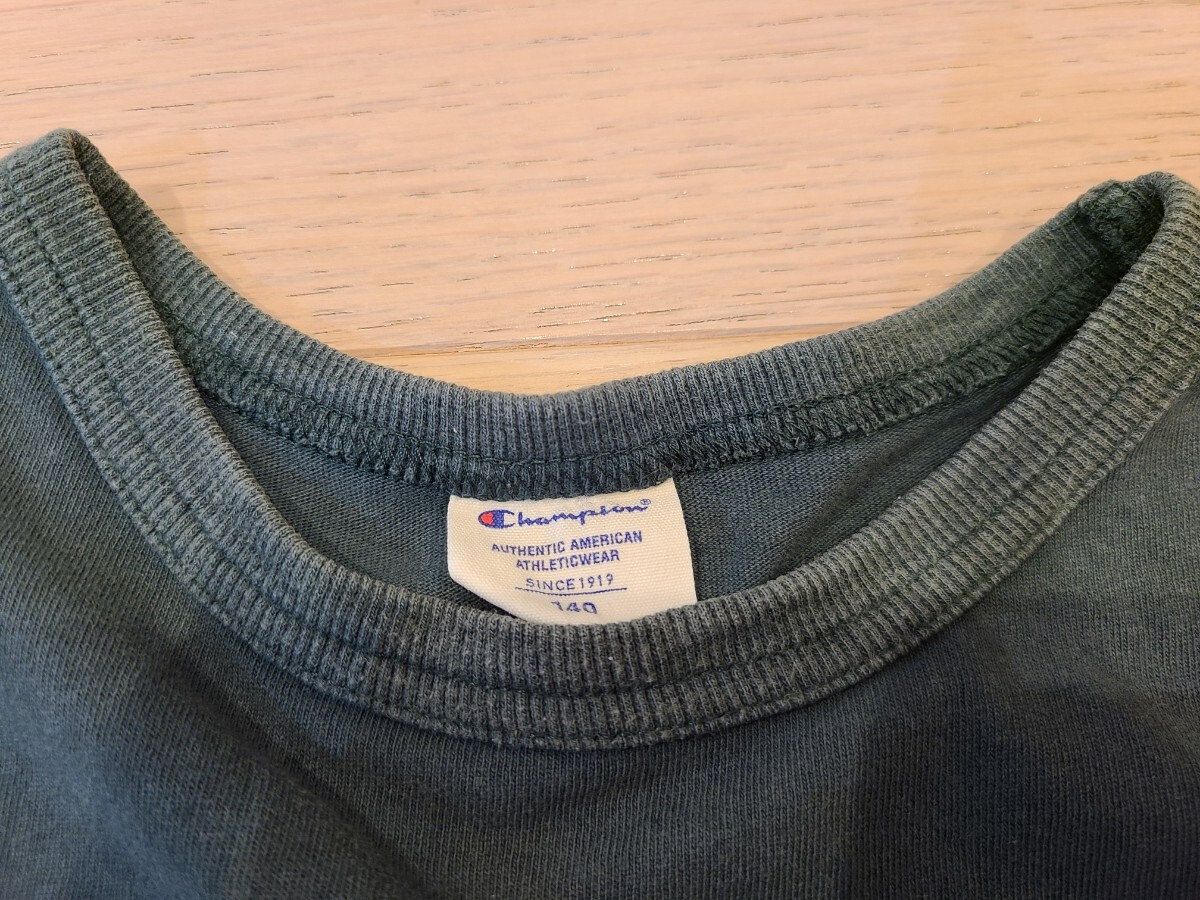 Champion®
AUTHENTIC AMERICAN
ATHLETICWEAR
SINCE 1919
140